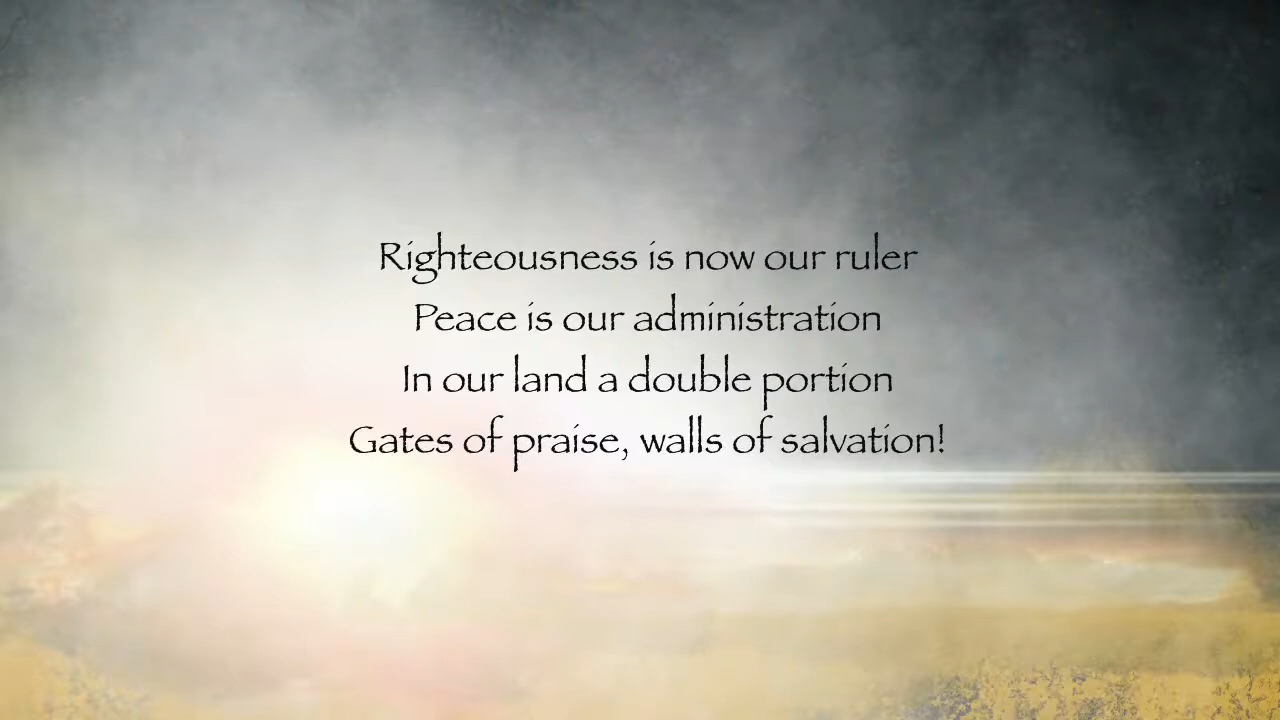 Righteousness is now our ruler
Peace is our administration
In our land a double portion
Gates of praise, walls of salvation!